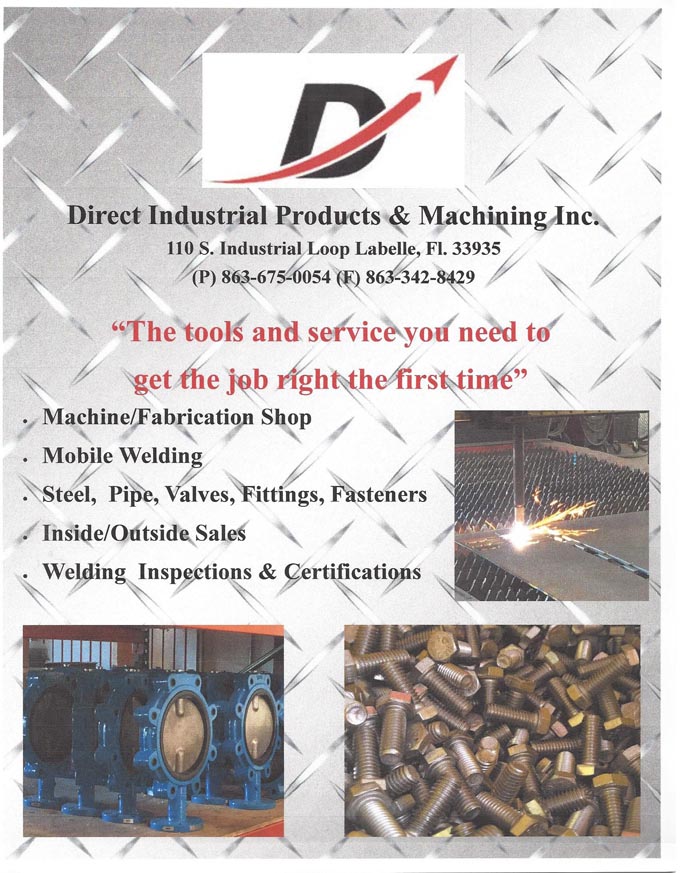 D
Direct Industrial Products & Machining Inc.
110 S. Industrial Loop Labelle, Fl. 33935
(P) 863-675-0054 (F) 863-342-8429
“The tools and service you need to
get the job right the first time”
• Machine/Fabrication Shop
• Mobile Welding
• Steel, Pipe, Valves, Fittings, Fasteners
• Inside/Outside Sales
• Welding Inspections & Certifications